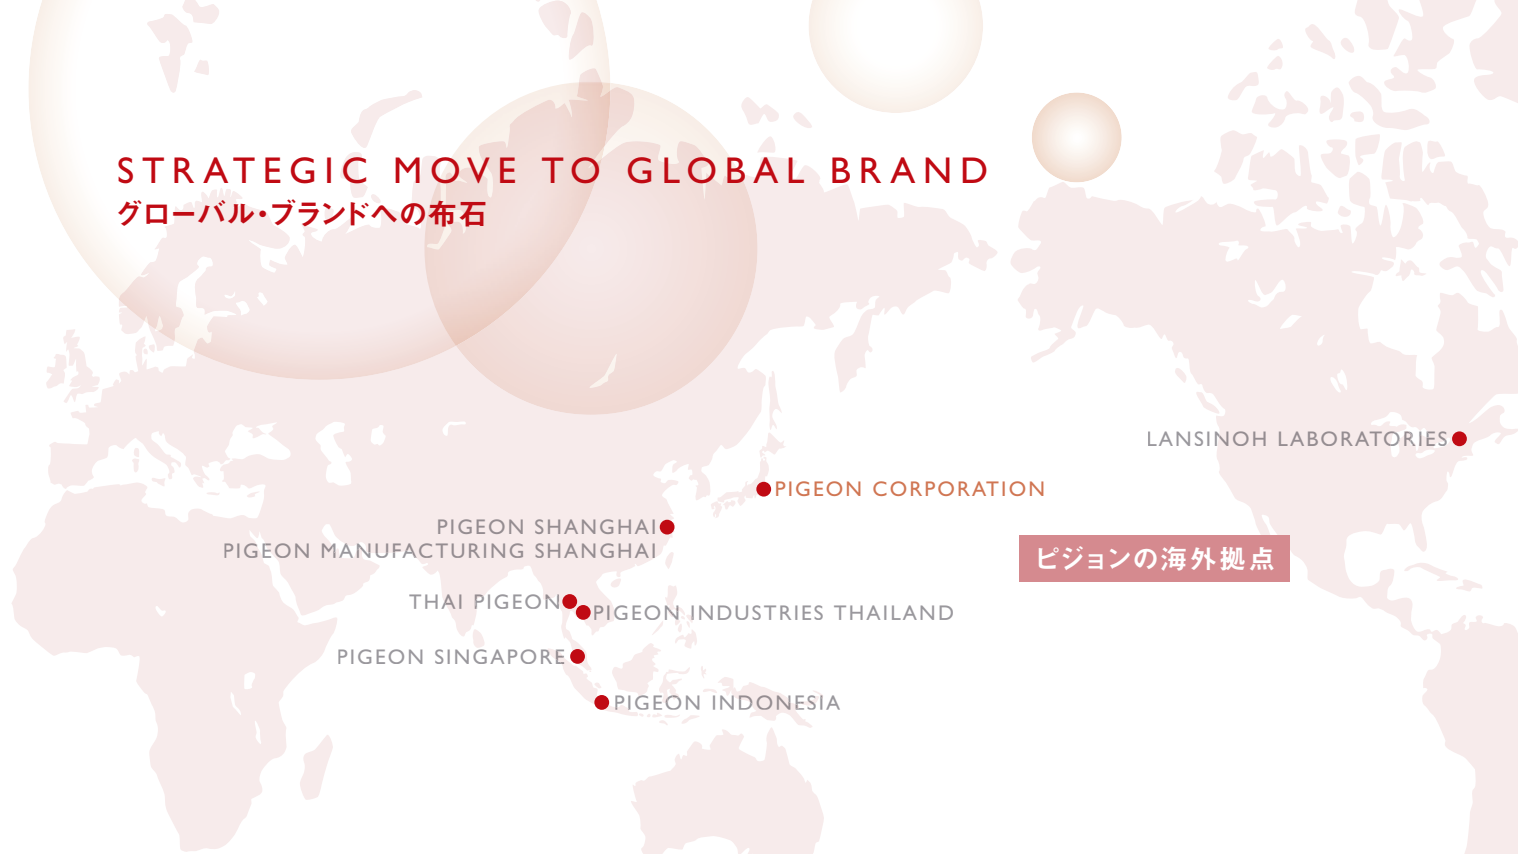 STRATEGIC MOVE TO GLOBAL BRAND
グローバル・ブランドへの布石
LANSINOH LABORATORIES
PIGEON CORPORATION
PIGEON SHANGHAI
PIGEON MANUFACTURING SHANGHAI
ピジョンの海外拠点
THAI PIGEON
PIGEON INDUSTRIES THAILAND
PIGEON SINGAPORE
PIGEON INDONESIA